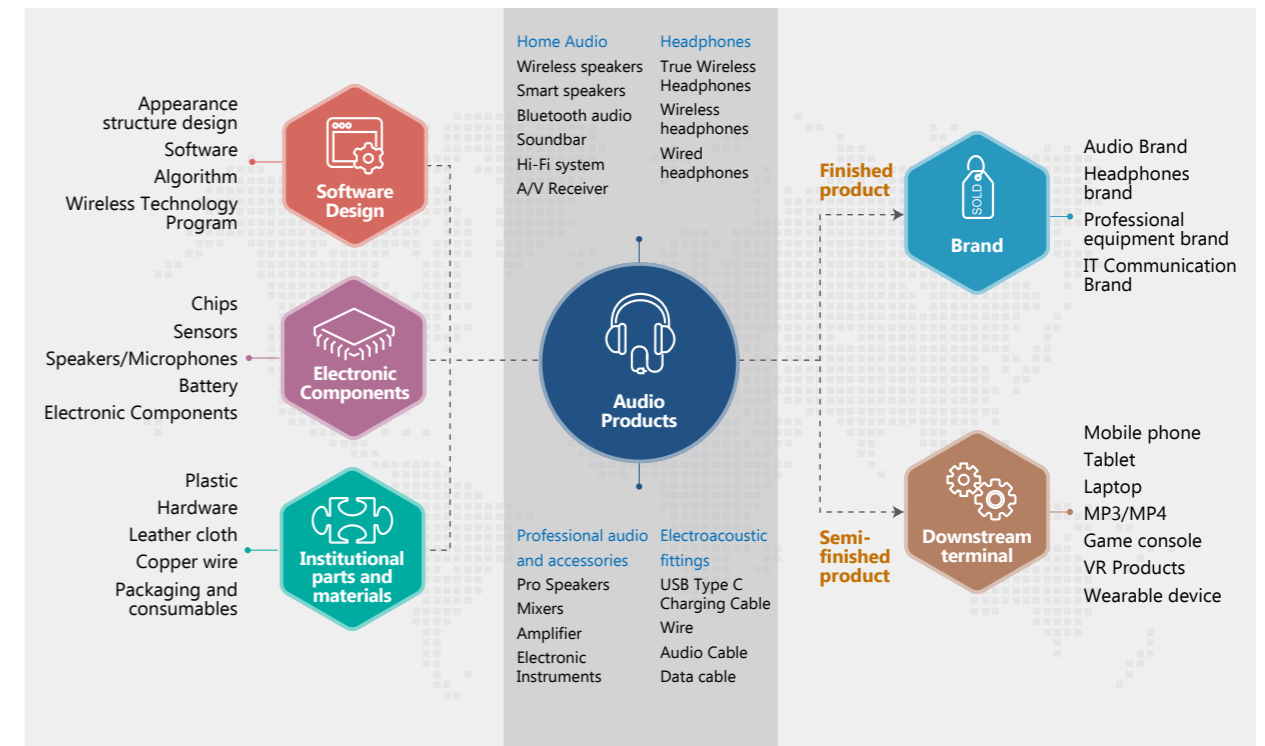 Appearance
structure design
Software
Algorithm
Wireless Technology
Program
Software
Design
Chips
Sensors
Speakers/Microphones
Battery
Electronic Components
Electronic
Components
Plastic
Hardware
Leather cloth
Copper wire
Packaging and
consumables
Institutional
parts and
materials
Home Audio
Wireless speakers
Smart speakers
Bluetooth audio
Soundbar
Hi-Fi system
A/V Receiver
Headphones
True Wireless
Headphones
Wireless
headphones
Wired
headphones
Audio
Products
Professional audio
and accessories
Pro Speakers
Mixers
Amplifier
Electronic
Instruments
Electroacoustic
fittings
USB Type C
Charging Cable
Wire
Audio Cable
Data cable
Finished
product
SOLD
Brand
Audio Brand
Headphones
brand
Professional
equipment brand
IT Communication
Brand
Semi-
finished
product
Downstream
terminal
Mobile phone
Tablet
Laptop
MP3/MP4
Game console
VR Products
Wearable device